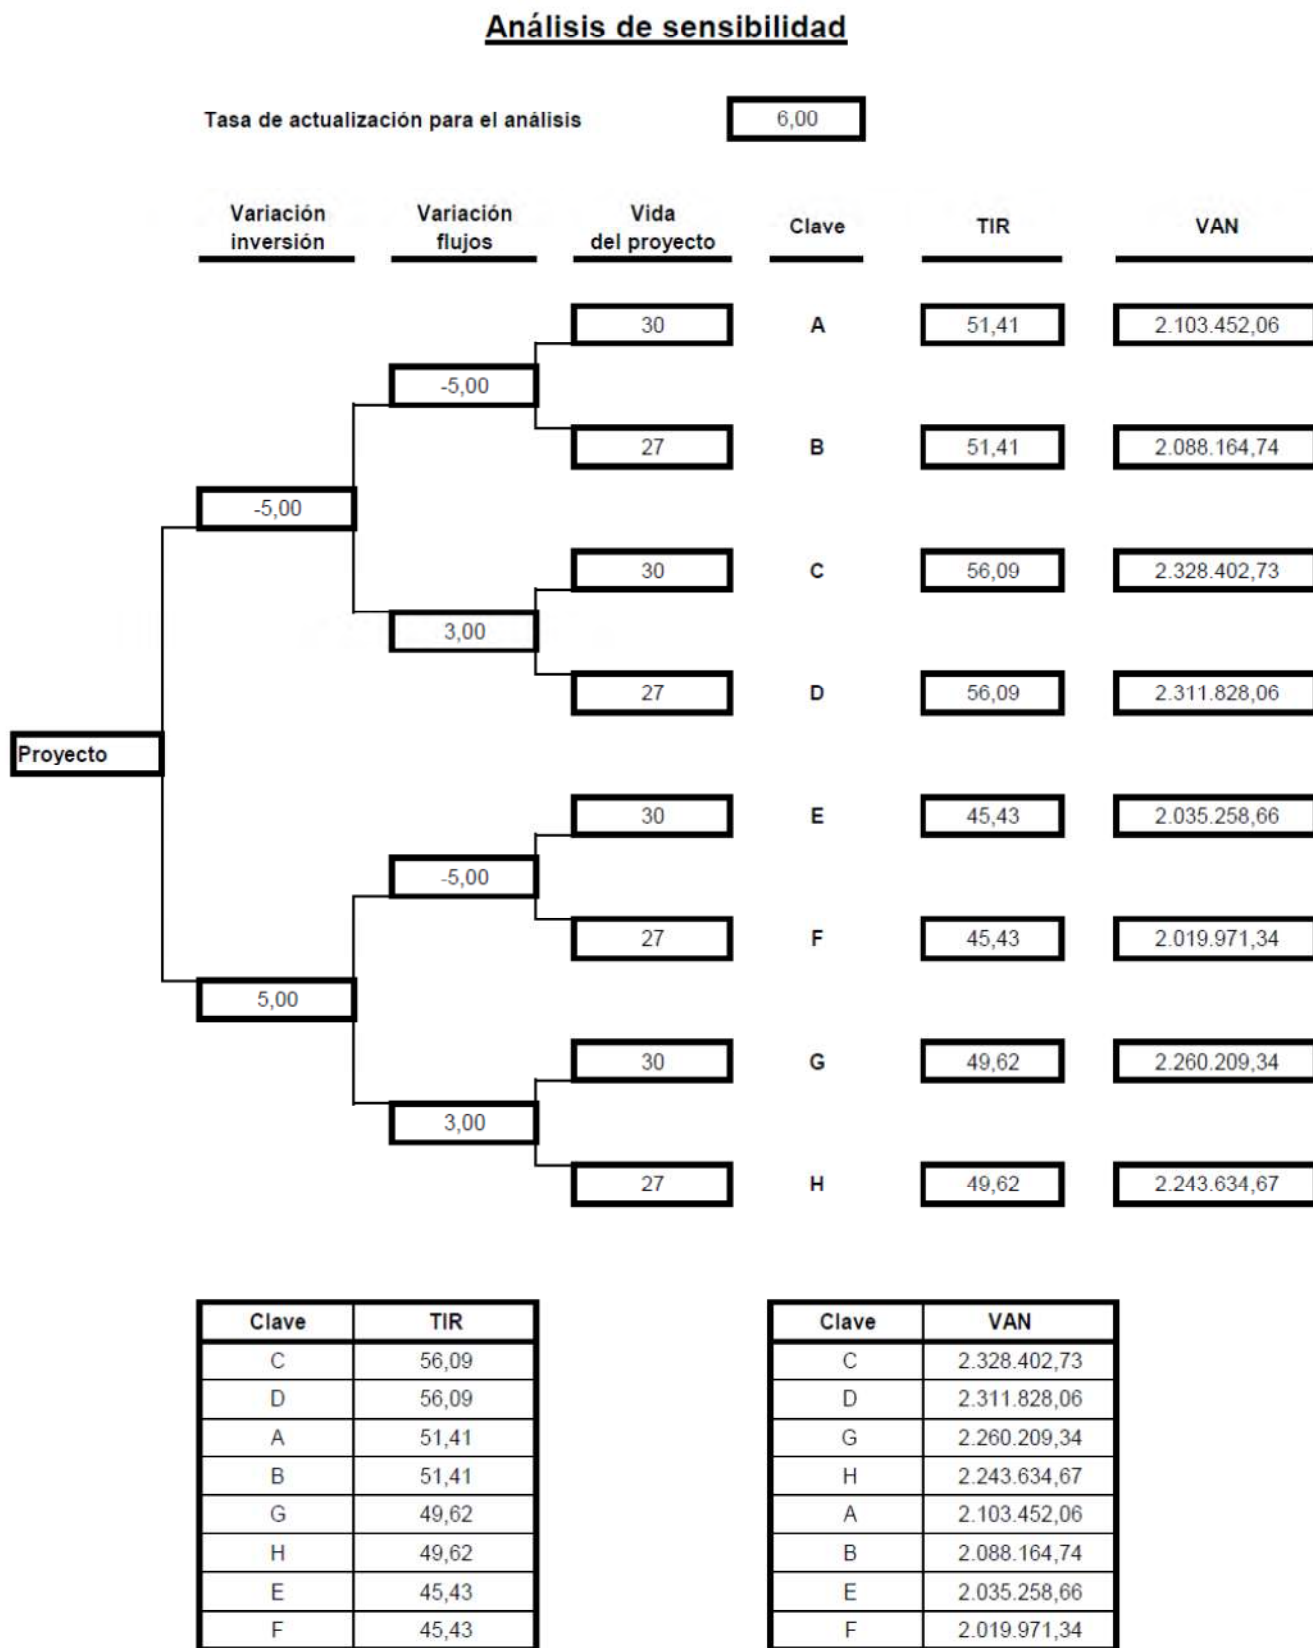 Análisis de sensibilidad
Tasa de actualización para el análisis 6,00
Variación Variación Vida
inversión flujos del proyecto Clave TIR VAN
30 A 51,41 2.103.452,06
-5,00
27 B 51,41 2.088.164,74
-5,00
30 C 56,09 2.328.402,73
3,00
27 D 56,09 2.311.828,06
Proyecto
30 E 45,43 2.035.258,66
-5,00
27 F 45,43 2.019.971,34
5,00
30 G 49,62 2.260.209,34
3,00
27 H 49,62 2.243.634,67
Clave TIR
C 56,09
D 56,09
A 51,41
B 51,41
G 49,62
H 49,62
E 45,43
F 45,43
Clave VAN
C 2.328.402,73
D 2.311.828,06
G 2.260.209,34
H 2.243.634,67
A 2.103.452,06
B 2.088.164,74
E 2.035.258,66
F 2.019.971,34